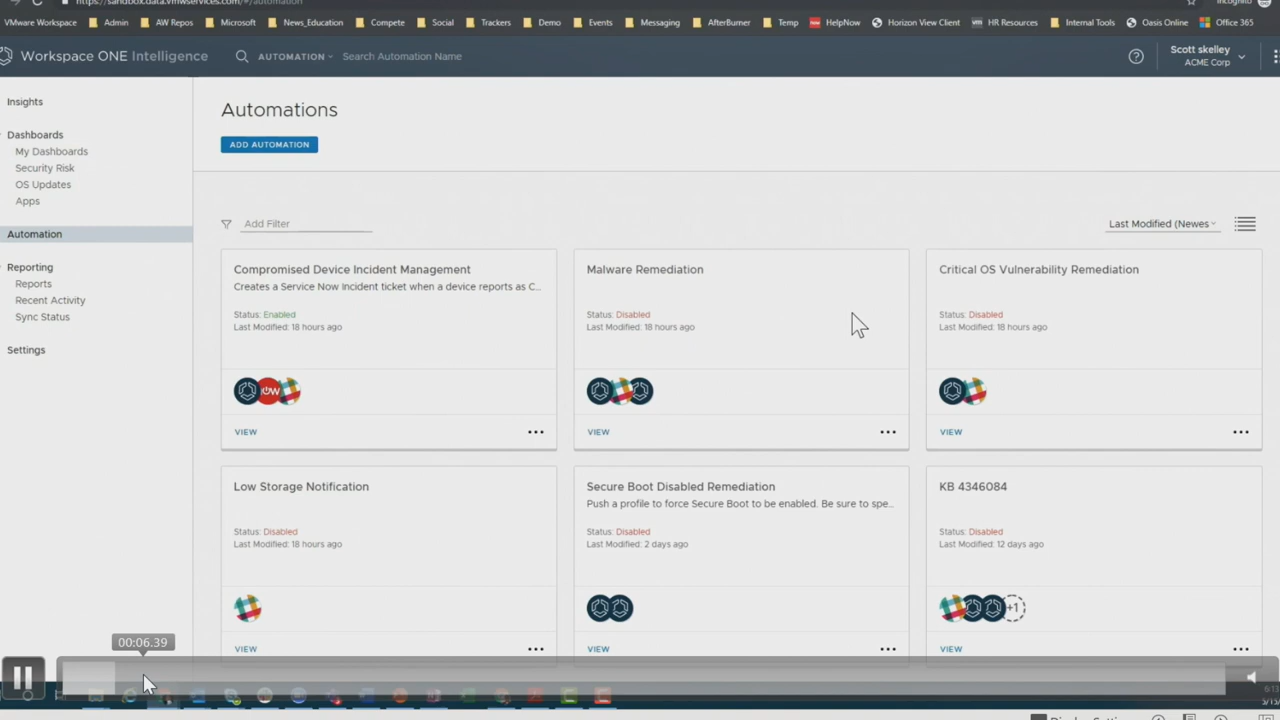 https://sandbox.data.vmwservices.com/#/automation
Incognito
VMware Workspace Admin AW Repos Microsoft News_Education Compete Social Trackers Demo Events Messaging AfterBurner Temp HelpNow Horizon View Client HR Resources Internal Tools Oasis Online Office 365
Workspace ONE Intelligence AUTOMATION Search Automation Name
Scott skelley
ACME Corp
Insights
Dashboards
My Dashboards
Security Risk
OS Updates
Apps
Automation
Reporting
Reports
Recent Activity
Sync Status
Settings
Automations
ADD AUTOMATION
Add Filter
Last Modified (Newes
Compromised Device Incident Management
Creates a Service Now Incident ticket when a device reports as C...
Status: Enabled
Last Modified: 18 hours ago
VIEW
Malware Remediation
Status: Disabled
Last Modified: 18 hours ago
VIEW
Critical OS Vulnerability Remediation
Status: Disabled
Last Modified: 18 hours ago
VIEW
Low Storage Notification
Status: Disabled
Last Modified: 18 hours ago
VIEW
Secure Boot Disabled Remediation
Push a profile to force Secure Boot to be enabled. Be sure to spe...
Status: Disabled
Last Modified: 2 days ago
VIEW
KB 4346084
Status: Disabled
Last Modified: 12 days ago
+1
VIEW
00:06.39